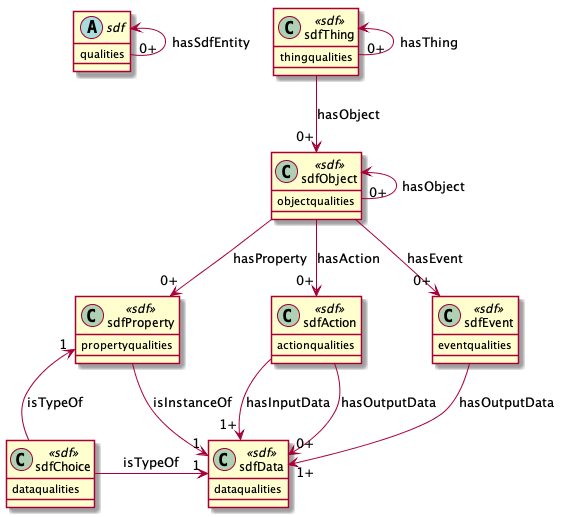 A sdf
qualities
0+
hasSdfEntity
C «sdf»
sdfThing
thingqualities
0+
hasThing
hasObject
0+
C «sdf»
sdfObject
objectqualities
0+
hasObject
hasProperty
hasAction
hasEvent
0+
0+
0+
C «sdf»
sdfProperty
propertyqualities
C «sdf»
sdfAction
actionqualities
C «sdf»
sdfEvent
eventqualities
1
isTypeOf
isInstanceOf
hasInputData
hasOutputData
hasOutputData
1
1+
0+
1+
C «sdf»
sdfChoice
dataqualities
isTypeOf
1
C «sdf»
sdfData
dataqualities